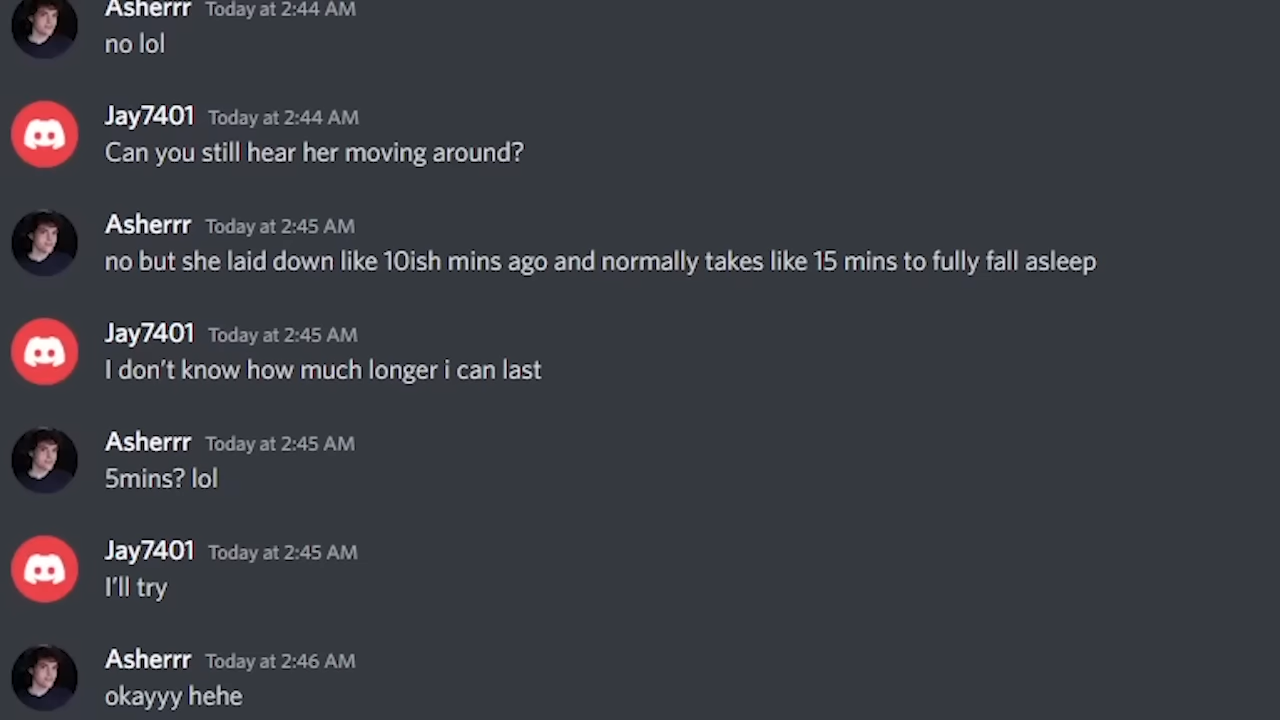 Asherrr Today at 2:44 AM
no lol
Jay7401 Today at 2:44 AM
Can you still hear her moving around?
Asherrr Today at 2:45 AM
no but she laid down like 10ish mins ago and normally takes like 15 mins to fully fall asleep
Jay7401 Today at 2:45 AM
I don't know how much longer i can last
Asherrr Today at 2:45 AM
5mins? lol
Jay7401 Today at 2:45 AM
I'll try
Asherrr Today at 2:46 AM
okayyy hehe